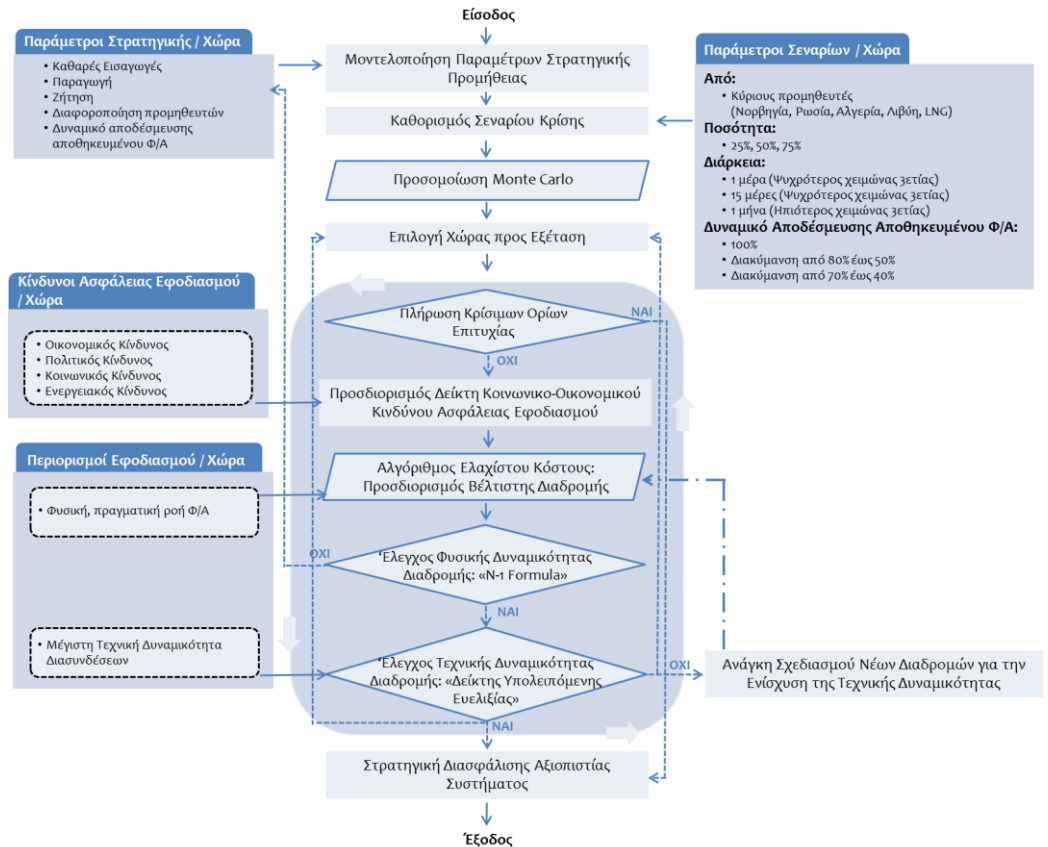 Είσοδος
Παράμετροι Στρατηγικής / Χώρα
• Καθαρές Εισαγωγές
• Παραγωγή
• Ζήτηση
• Διαφοροποίηση προμηθευτών
• Δυναμικό αποδέσμευσης
αποθηκευμένου Φ/Α
Μοντελοποίηση Παραμέτρων Στρατηγικής
Προμήθειας
Καθορισμός Σεναρίου Κρίσης
Προσομοίωση Monte Carlo
Επιλογή Χώρας προς Εξέταση
Παράμετροι Σεναρίων / Χώρα
Από:
• Κύριους προμηθευτές
(Νορβηγία, Ρωσία, Αλγερία, Λιβύη, LNG)
Ποσότητα:
• 25%, 50%, 75%
Διάρκεια:
• 1 μέρα (Ψυχρότερος χειμώνας 3ετίας)
• 15 μέρες (Ψυχρότερος χειμώνας 3ετίας)
• 1 μήνα (Ηπιότερος χειμώνας 3ετίας)
Δυναμικό Αποδέσμευσης Αποθηκευμένου Φ/Α:
• 100%
• Διακύμανση από 80% έως 50%
• Διακύμανση από 70% έως 40%
Κίνδυνοι Ασφάλειας Εφοδιασμού
/ Χώρα
• Οικονομικός Κίνδυνος
• Πολιτικός Κίνδυνος
• Κοινωνικός Κίνδυνος
• Ενεργειακός Κίνδυνος
Πλήρωση Κρίσιμων Ορίων
Επιτυχίας
ΝΑΙ
ΟΧΙ
Προσδιορισμός Δείκτη Κοινωνικο-Οικονομικού
Κινδύνου Ασφάλειας Εφοδιασμού
Περιορισμοί Εφοδιασμού / Χώρα
• Φυσική, πραγματική ροή Φ/Α
• Μέγιστη Τεχνική Δυναμικότητα
Διασυνδέσεων
Αλγόριθμος Ελαχίστου Κόστους:
Προσδιορισμός Βέλτιστης Διαδρομής
ΟΧΙ
‘Ελεγχος Φυσικής Δυναμικότητας
Διαδρομής: «N-1 Formula»
ΝΑΙ
‘Ελεγχος Τεχνικής Δυναμικότητας
Διαδρομής: «Δείκτης Υπολειπόμενης
Ευελιξίας»
ΟΧΙ
Ανάγκη Σχεδιασμού Νέων Διαδρομών για την
Ενίσχυση της Τεχνικής Δυναμικότητας
ΝΑΙ
Στρατηγική Διασφάλισης Αξιοπιστίας
Συστήματος
Έξοδος